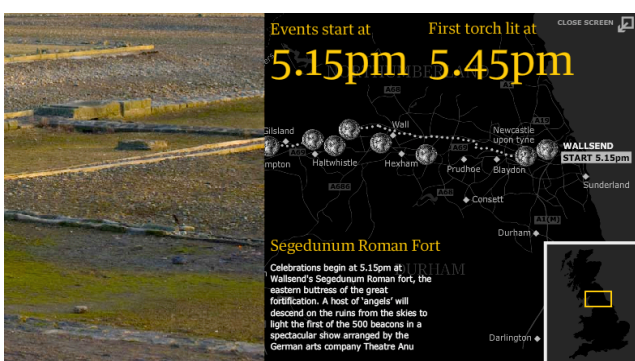 Events start at
5.15pm
First torch lit at
5.45pm
CLOSE SCREEN
A68
A1
A19
Gilsland
Wall
Newcastle
upon tyne
WALLSEND
START 5.15pm
mpton
A69
Haltwhistle
Hexham
A695
Prudhoe
Blaydon
Sunderland
A686
A68
Consett
A1(M)
Durham
Segedunum Roman Fort
Celebrations begin at 5.15pm at
Wallsend's Segedunum Roman fort, the
eastern buttress of the great
fortification. A host of 'angels' will
descend on the ruins from the skies to
light the first of the 500 beacons in a
spectacular show arranged by the
German arts company Theatre Anu
DURHAM
Darlington